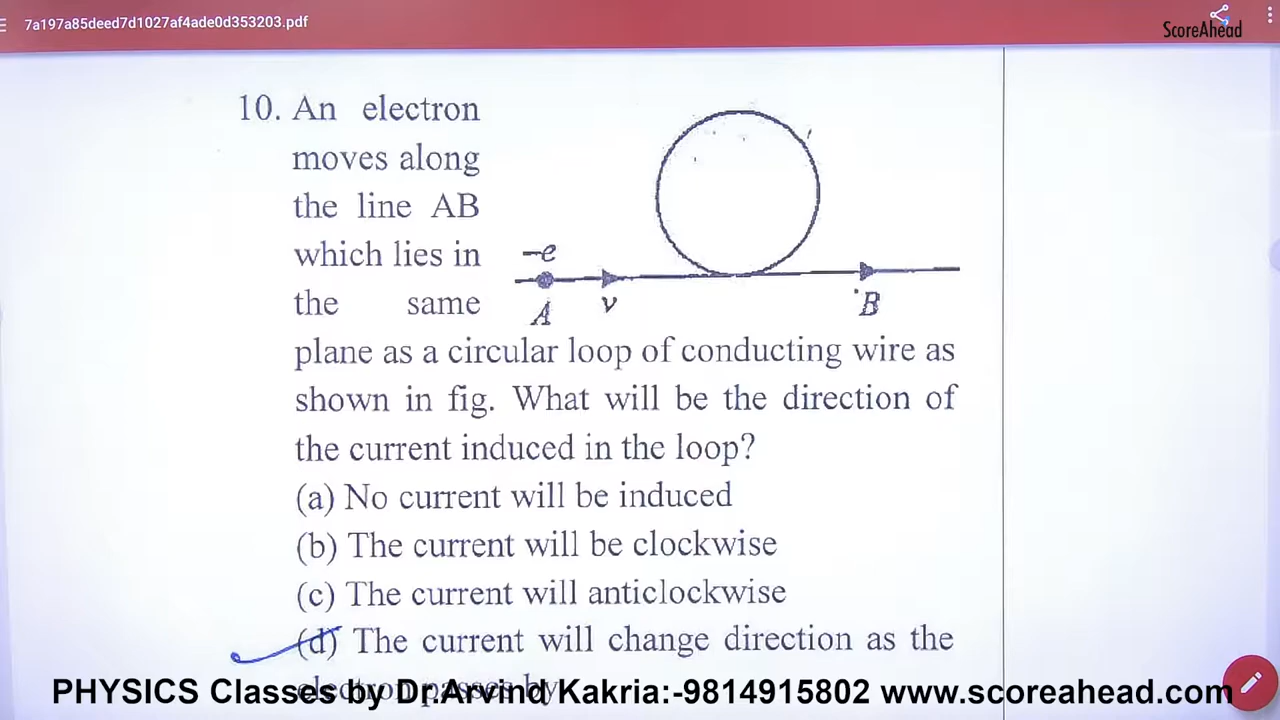 7a197a85deed7d1027af4ade0d353203.pdf
ScoreAhead
10. An electron
moves along
the line AB
which lies in
the same
-e
A
v
B
plane as a circular loop of conducting wire as
shown in fig. What will be the direction of
the current induced in the loop?
(a) No current will be induced
(b) The current will be clockwise
(c) The current will anticlockwise
(d) The current will change direction as the
electron passes by
PHYSICS Classes by Dr.Arvind Kakria:-9814915802 www.scoreahead.com